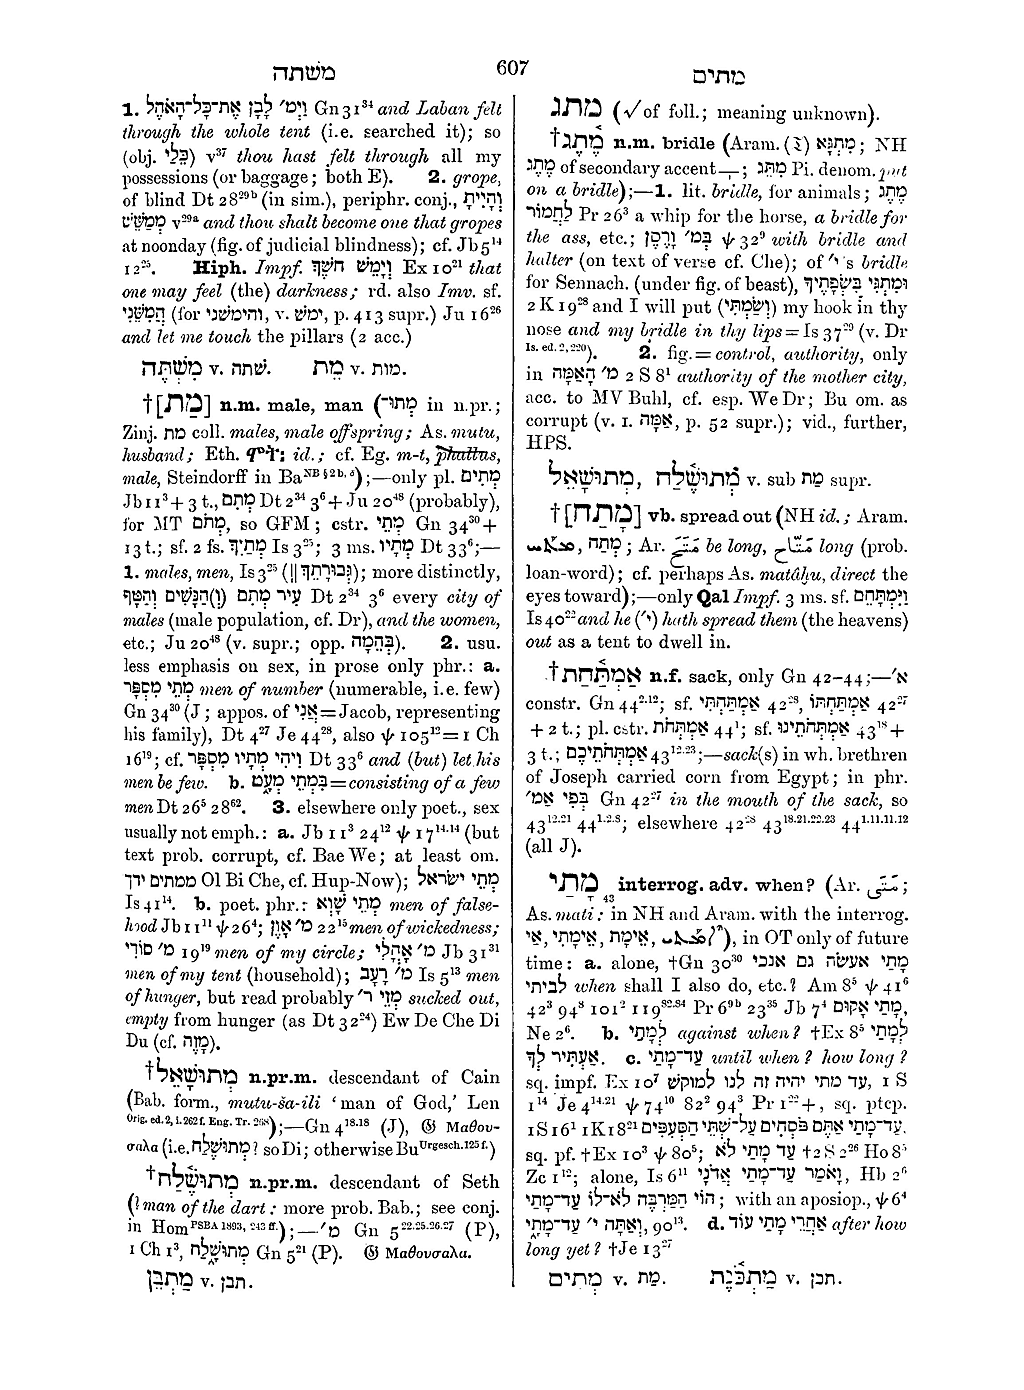 משתה
607
מתים
1. וַיְמ׳ לָבָן אֶת־כָּל־הָאֹהֶל Gn 31³⁴ and Laban felt
through the whole tent (i.e. searched it); so
(obj. כְּלִי) v³⁷ thou hast felt through all my
possessions (or baggage; both E). 2. grope,
of blind Dt 28²⁹ᵇ (in sim.), periphr. conj., וְהָיִיתָ
מְמַשֵּׁשׁ v²⁹ᵃ and thou shalt become one that gropes
at noonday (fig. of judicial blindness); cf. Jb 5¹⁴
12²⁵. Hiph. Impf. וְיָמֵשׁ חשֶׁךְ Ex 10²¹ that
one may feel (the) darkness; rd. also Imv. sf.
הֲמִשֵּׁנִי (for והימשׁני, v. ימשׁ, p. 413 supr.) Ju 16²⁶
and let me touch the pillars (2 acc.)
מִשְׁתֶּה v. שׁתה. מֵת v. מות.
†[מַת] n.m. male, man (מְתוּ־ in n.pr.;
Zinj. מת coll. males, male offspring; As. mutu,
husband; Eth. id.; cf. Eg. m-t, phallus,
male, Steindorff in Ba ᴺᴮ § ²ᵇ, ᵟ);—only pl. מְתִים
Jb 11³ + 3 t., מְתִם Dt 2³⁴ 3⁶ + Ju 20⁴⁸ (probably),
for MT מְתֹם, so GFM; cstr. מְתֵי Gn 34³⁰ +
13 t.; sf. 2 fs. מְתַיִךְ Is 3²⁵; 3 ms. מְתָיו Dt 33⁶;—
1. males, men, Is 3²⁵ (‖ גְּבוּרָתֵךְ); more distinctly,
עִיר מְתִם (וְ)הַנָּשִׁים וְהַטָּף Dt 2³⁴ 3⁶ every city of
males (male population, cf. Dr), and the women,
etc.; Ju 20⁴⁸ (v. supr.; opp. בְּהֵמָה). 2. usu.
less emphasis on sex, in prose only phr.: a.
מְתֵי מִסְפָּר men of number (numerable, i.e. few)
Gn 34³⁰ (J; appos. of אֲנִי = Jacob, representing
his family), Dt 4²⁷ Je 44²⁸, also ψ 105¹² = 1 Ch
16¹⁹; cf. וִיהִי מְתָיו מִסְפָּר Dt 33⁶ and (but) let his
men be few. b. בִּמְתֵי מְעָט = consisting of a few
men Dt 26⁵ 28⁶². 3. elsewhere only poet., sex
usually not emph.: a. Jb 11³ 24¹² ψ 17¹⁴·¹⁴ (but
text prob. corrupt, cf. Bae We; at least om.
ממתים ידך Ol Bi Che, cf. Hup-Now); מְתֵי ישׂראל
Is 41¹⁴. b. poet. phr.: מְתֵי שָׁוְא men of false-
hood Jb 11¹¹ ψ 26⁴; מ׳ אָוֶן 22¹⁵ men of wickedness;
מ׳ סוֹדִי 19¹⁹ men of my circle; מ׳ אָהֳלִי Jb 31³¹
men of my tent (household); מ׳ רָעָב Is 5¹³ men
of hunger, but read probably מְזֵי ר׳ sucked out,
empty from hunger (as Dt 32²⁴) Ew De Che Di
Du (cf. מָזֶה).
†מְתוּשָׁאֵל n.pr.m. descendant of Cain
(Bab. form., mutu-ša-ili ‘man of God,’ Len
Orig. ed. 2, i. 262 f. Eng. Tr. 268);—Gn 4¹⁸·¹⁸ (J), 𝔊 Μαθου-
σαλα (i.e. מְתוּשֶׁלַח? so Di; otherwise Bu Urgesch. 125 f.)
†מְתוּשֶׁלַח n.pr.m. descendant of Seth
(? man of the dart: more prob. Bab.; see conj.
in Hom PSBA 1893, 243 ff.);—מ׳ Gn 5²²·²⁵·²⁶·²⁷ (P),
1 Ch 1³, מְתוּשָׁלַח Gn 5²¹ (P). 𝔊 Μαθουσαλα.
מַתְבֵּן v. תבן.
מתג (√ of foll.; meaning unknown).
†מֶתֶג n.m. bridle (Aram. (𝔗) מַתְגָּא; NH
מֶתֶג of secondary accent —; מִתֵּג Pi. denom. put
on a bridle);—1. lit. bridle, for animals; מֶתֶג
לַחֲמוֹר Pr 26³ a whip for the horse, a bridle for
the ass, etc.; בְּמ׳ וָרֶסֶן ψ 32⁹ with bridle and
halter (on text of verse cf. Che); of י׳'s bridle
for Sennach. (under fig. of beast), וּמִתְגִּי בִּשְׂפָתֶיךָ
2 K 19²⁸ and I will put (וְשַׂמְתִּי) my hook in thy
nose and my bridle in thy lips = Is 37²⁹ (v. Dr
Is. ed. 2, 220). 2. fig. = control, authority, only
in מ׳ הָאַמָּה 2 S 8¹ authority of the mother city,
acc. to MV Buhl, cf. esp. We Dr; Bu om. as
corrupt (v. 1. אַמָּה, p. 52 supr.); vid., further,
HPS.
מְתוּשֶׁלַח, מְתוּשָׁאֵל v. sub מת supr.
†[מָתַח] vb. spread out (NH id.; Aram.
מְתַח, ; Ar. مَتَحَ be long, مَتَّاح long (prob.
loan-word); cf. perhaps As. matâḫu, direct the
eyes toward);—only Qal Impf. 3 ms. sf. וַיִּמְתָּחֵם
Is 40²² and he (י׳) hath spread them (the heavens)
out as a tent to dwell in.
†אַמְתַּחַת n.f. sack, only Gn 42–44;—א׳
constr. Gn 44²·¹²; sf. אַמְתַּחְתִּי 42²⁸, אַמְתַּחְתּוֹ 42²⁷
+ 2 t.; pl. cstr. אַמְתְּחֹת 44¹; sf. אַמְתְּחֹתֵינוּ 43¹⁸ +
3 t.; אַמְתְּחֹתֵיכֶם 43¹²·²³;—sack(s) in wh. brethren
of Joseph carried corn from Egypt; in phr.
בְּפִי אמ׳ Gn 42²⁷ in the mouth of the sack, so
43¹²·²¹ 44¹·²·⁸; elsewhere 42²⁸ 43¹⁸·²¹·²²·²³ 44¹·¹¹·¹¹·¹²
(all J).
מָתַי ₄₃ interrog. adv. when? (Ar. مَتَى;
As. mati; in NH and Aram. with the interrog.
אֵי, אֵימָתַי, אֵימַת, ), in OT only of future
time: a. alone, †Gn 30³⁰ מָתַי אעשׂה גם אנכי
לביתי when shall I also do, etc.? Am 8⁵ ψ 41⁶
42³ 94⁸ 101² 119⁸²·⁸⁴ Pr 6⁹ᵇ 23³⁵ Jb 7⁴ מָתַי אקום,
Ne 2⁶. b. לְמָתַי against when? †Ex 8⁵ לְמָתַי
אַעְתִּיר לְךָ. c. עַד־מָתַי until when? how long?
sq. impf. Ex 10⁷ עד מתי יהיה זה לנו למוקשׁ, 1 S
1¹⁴ Je 4¹⁴·²¹ ψ 74¹⁰ 82² 94³ Pr 1²² +, sq. ptcp.
1 S 16¹ 1 K 18²¹ עד־מָתַי אַתֶּם פֹּסְחִים עַל־שְׁתֵּי הַסְּעִפִּים.
sq. pf. †Ex 10³ ψ 80⁵; עַד מָתַי לֹא †2 S 2²⁶ Ho 8⁵
Zc 1¹²; alone, Is 6¹¹ וָאֹמַר עַד־מָתַי אֲדֹנָי, Hb 2⁶
הוֹי הַמַּרְבֶּה לֹא־לוֹ עַד־מָתַי; with an aposiop., ψ 6⁴
וְאַתָּה י׳ עַד־מָתָי, 90¹³. d. אַחֲרֵי מָתַי עוֹד after how
long yet? †Je 13²⁷
מְתִים v. מת. מַתְכֹּנֶת v. תכן.